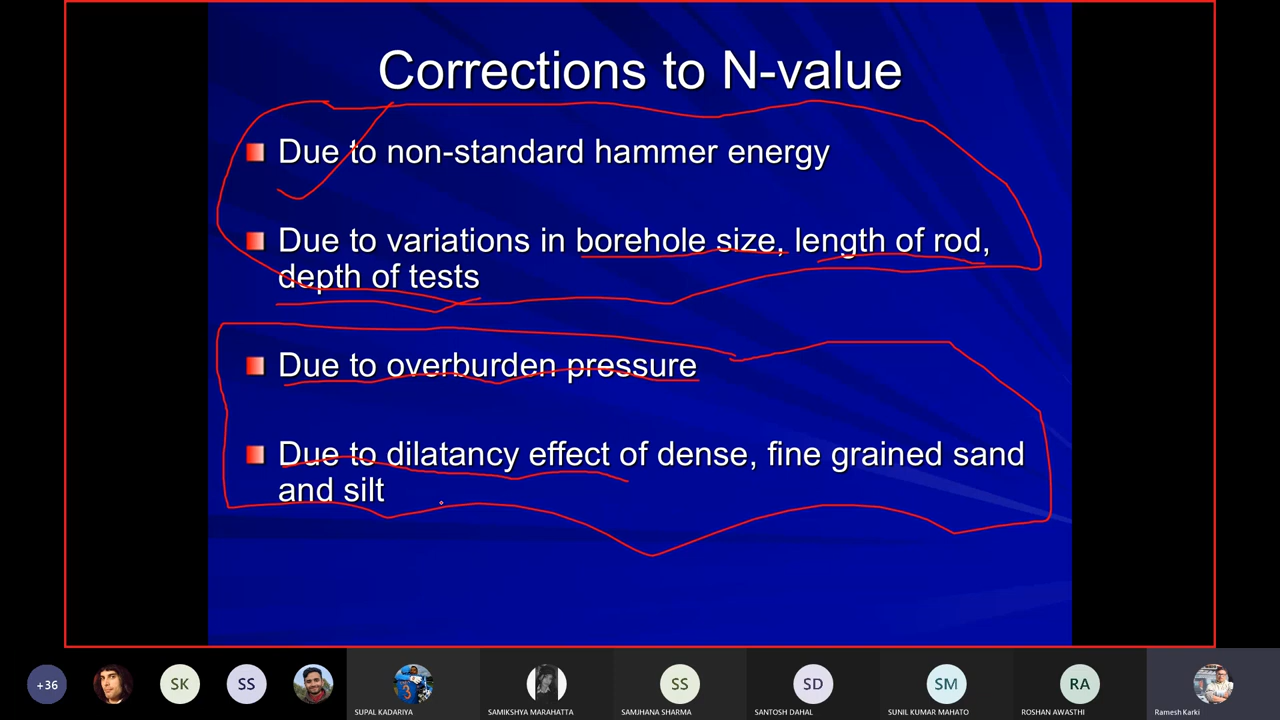 Corrections to N-value
Due to non-standard hammer energy
Due to variations in borehole size, length of rod,
depth of tests
Due to overburden pressure
Due to dilatancy effect of dense, fine grained sand
and silt
+36
SK
SS
SUPAL KADARIYA
SAMIKSHYA MARAHATTA
SS
SAMJHANA SHARMA
SD
SANTOSH DAHAL
SM
SUNIL KUMAR MAHATO
RA
ROSHAN AWASTHI
Ramesh Karki